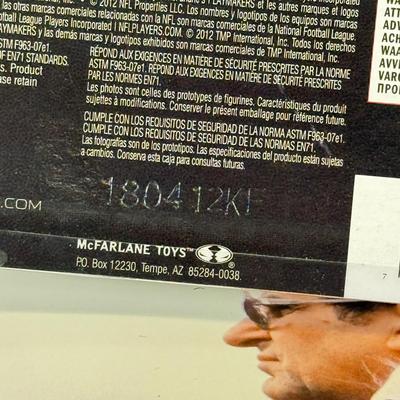 © 2012 NFL Properties LLC. Los nombres y logotipos de los equipos son marcas
otras marcas comerciales relacionadas con la NFL son marcas comerciales de la National Football League.
Football League Players Incorporated | NFLPLAYERS.COM | © 2012 TMP International, Inc. Todos los derechos
PLAYMAKERS y las demás marcas y logotipos exhibidos son marcas comerciales de TMP International, Inc.
ASTM F963-07e1. RÉPOND AUX EXIGENCES EN MATIÈRE DE SÉCURITÉ PRESCRITES PAR LA NORME
OF EN71 STANDARDS. ASTM F963-07e1. RÉPOND AUX EXIGENCES EN MATIÈRE DE SÉCURITÉ PRESCRITES
PAR LES NORMES EN71.
s. Product Les photos sont celles des prototypes de figurines. Caractéristiques du produit
ase retain sujettes à modifications. Conserver le présent emballage pour référence future.
CUMPLE CON LOS REQUISITOS DE SEGURIDAD DE LA NORMA ASTM F963-07e1.
CUMPLE CON LOS REQUISITOS DE SEGURIDAD DE LAS NORMAS EN71.
Las fotografías son de los prototipos. Las especificaciones del producto están sujetas
a cambios. Conserva esta caja para consultas futuras.
180412KF
.COM
McFARLANE TOYS™
P.O. Box 12230, Tempe, AZ 85284-0038.
7